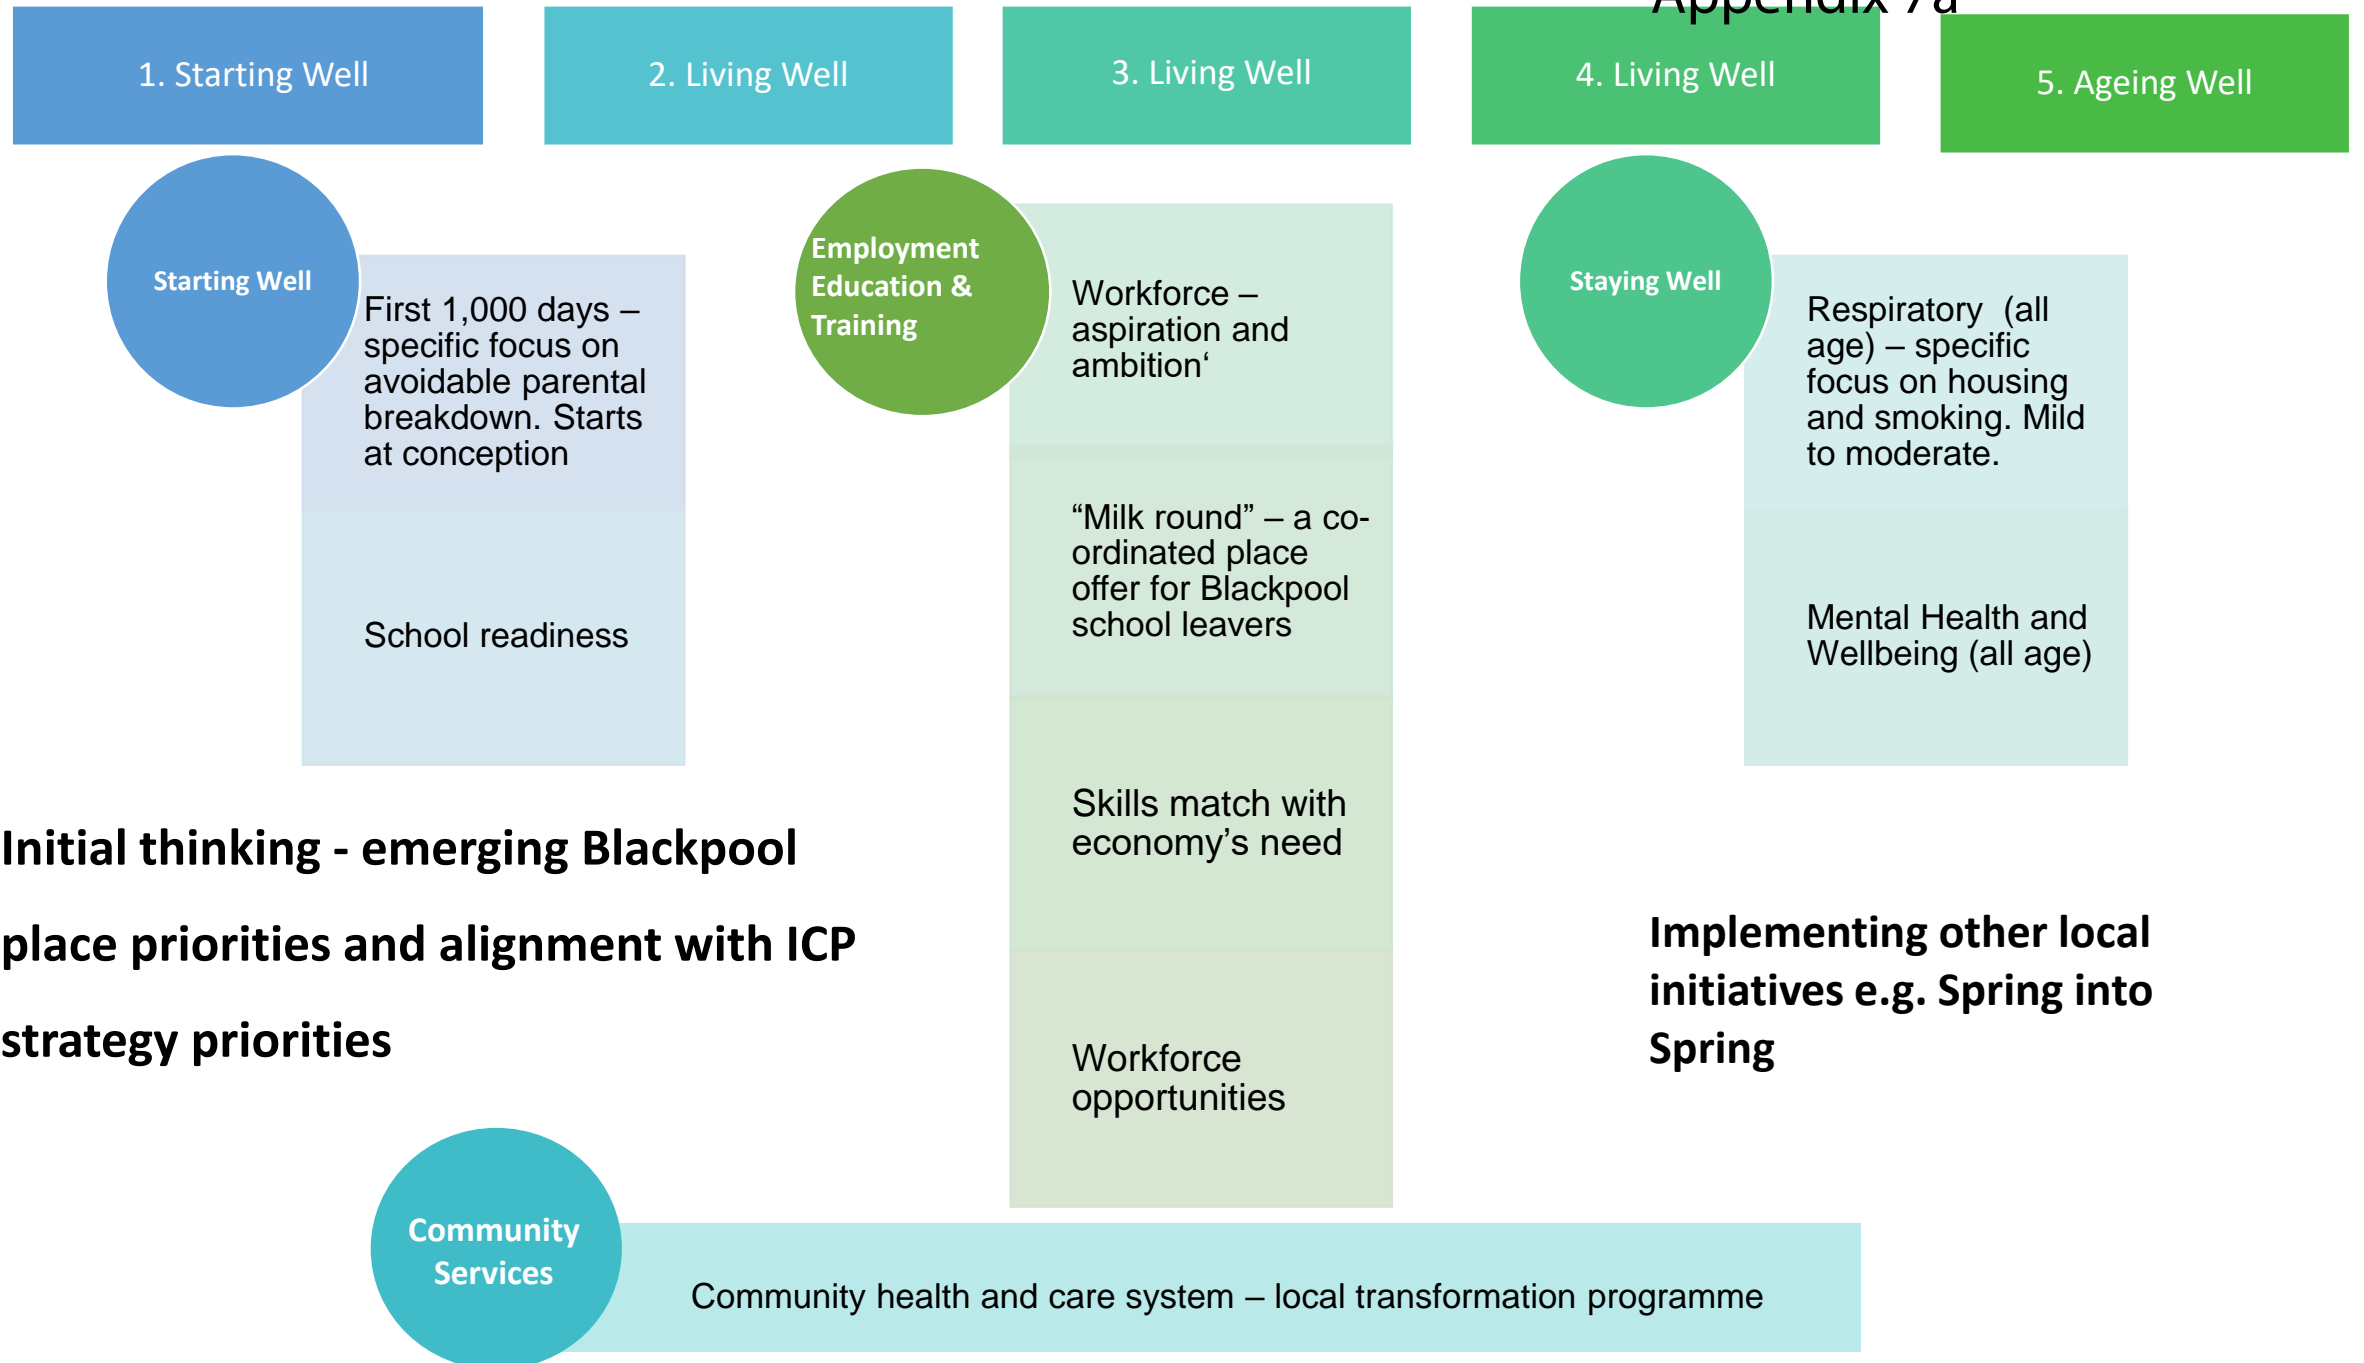 Appendix 7a
1. Starting Well
2. Living Well
3. Living Well
4. Living Well
5. Ageing Well
Starting Well
First 1,000 days –
specific focus on
avoidable parental
breakdown. Starts
at conception
School readiness
Employment
Education &
Training
Workforce –
aspiration and
ambition‘
“Milk round” – a co-
ordinated place
offer for Blackpool
school leavers
Skills match with
economy’s need
Workforce
opportunities
Staying Well
Respiratory  (all
age) – specific
focus on housing
and smoking. Mild
to moderate.
Mental Health and
Wellbeing (all age)
Initial thinking - emerging Blackpool
place priorities and alignment with ICP
strategy priorities
Implementing other local
initiatives e.g. Spring into
Spring
Community
Services
Community health and care system – local transformation programme